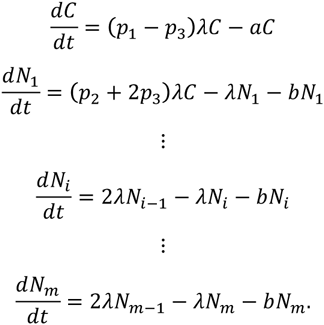 dC/dt = (p₁ − p₃)λC − aC
dN₁/dt = (p₂ + 2p₃)λC − λN₁ − bN₁
⋮
dNᵢ/dt = 2λNᵢ₋₁ − λNᵢ − bNᵢ
⋮
dNₘ/dt = 2λNₘ₋₁ − λNₘ − bNₘ.